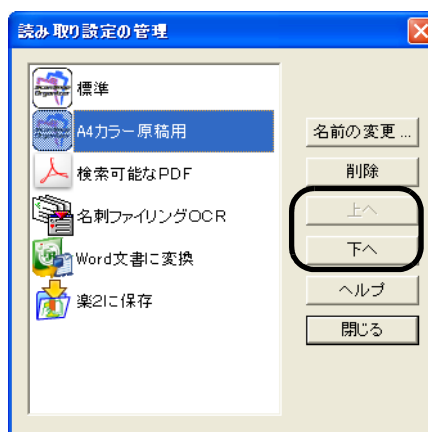 読み取り設定の管理
標準
A4カラー原稿用
検索可能なPDF
名刺ファイリングOCR
Word文書に変換
楽2に保存
名前の変更...
削除
上へ
下へ
ヘルプ
閉じる